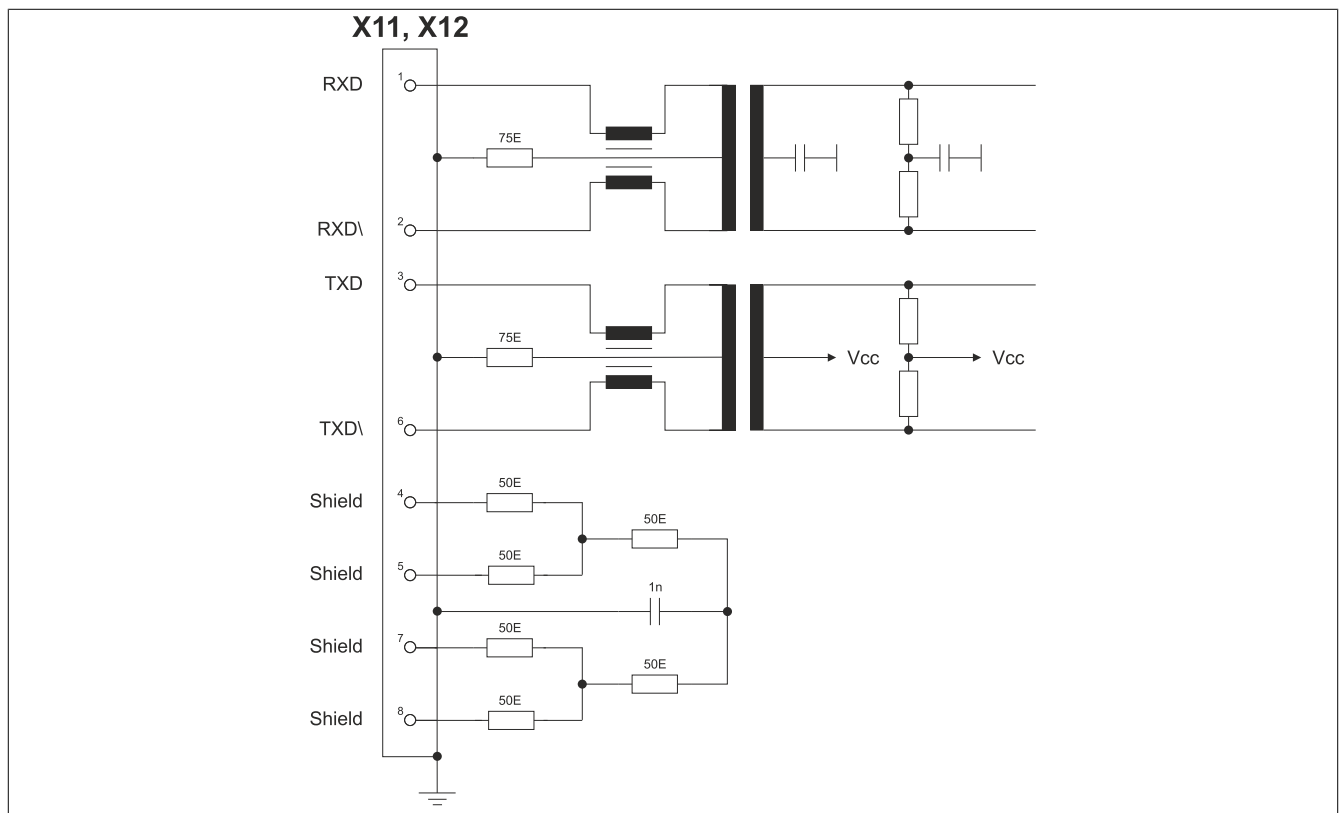 X11, X12
RXD 1
75E
RXD\ 2
TXD 3
75E
Vcc Vcc
TXD\ 6
50E
Shield 4
50E
50E
Shield 5
1n
50E
Shield 7
50E
50E
Shield 8